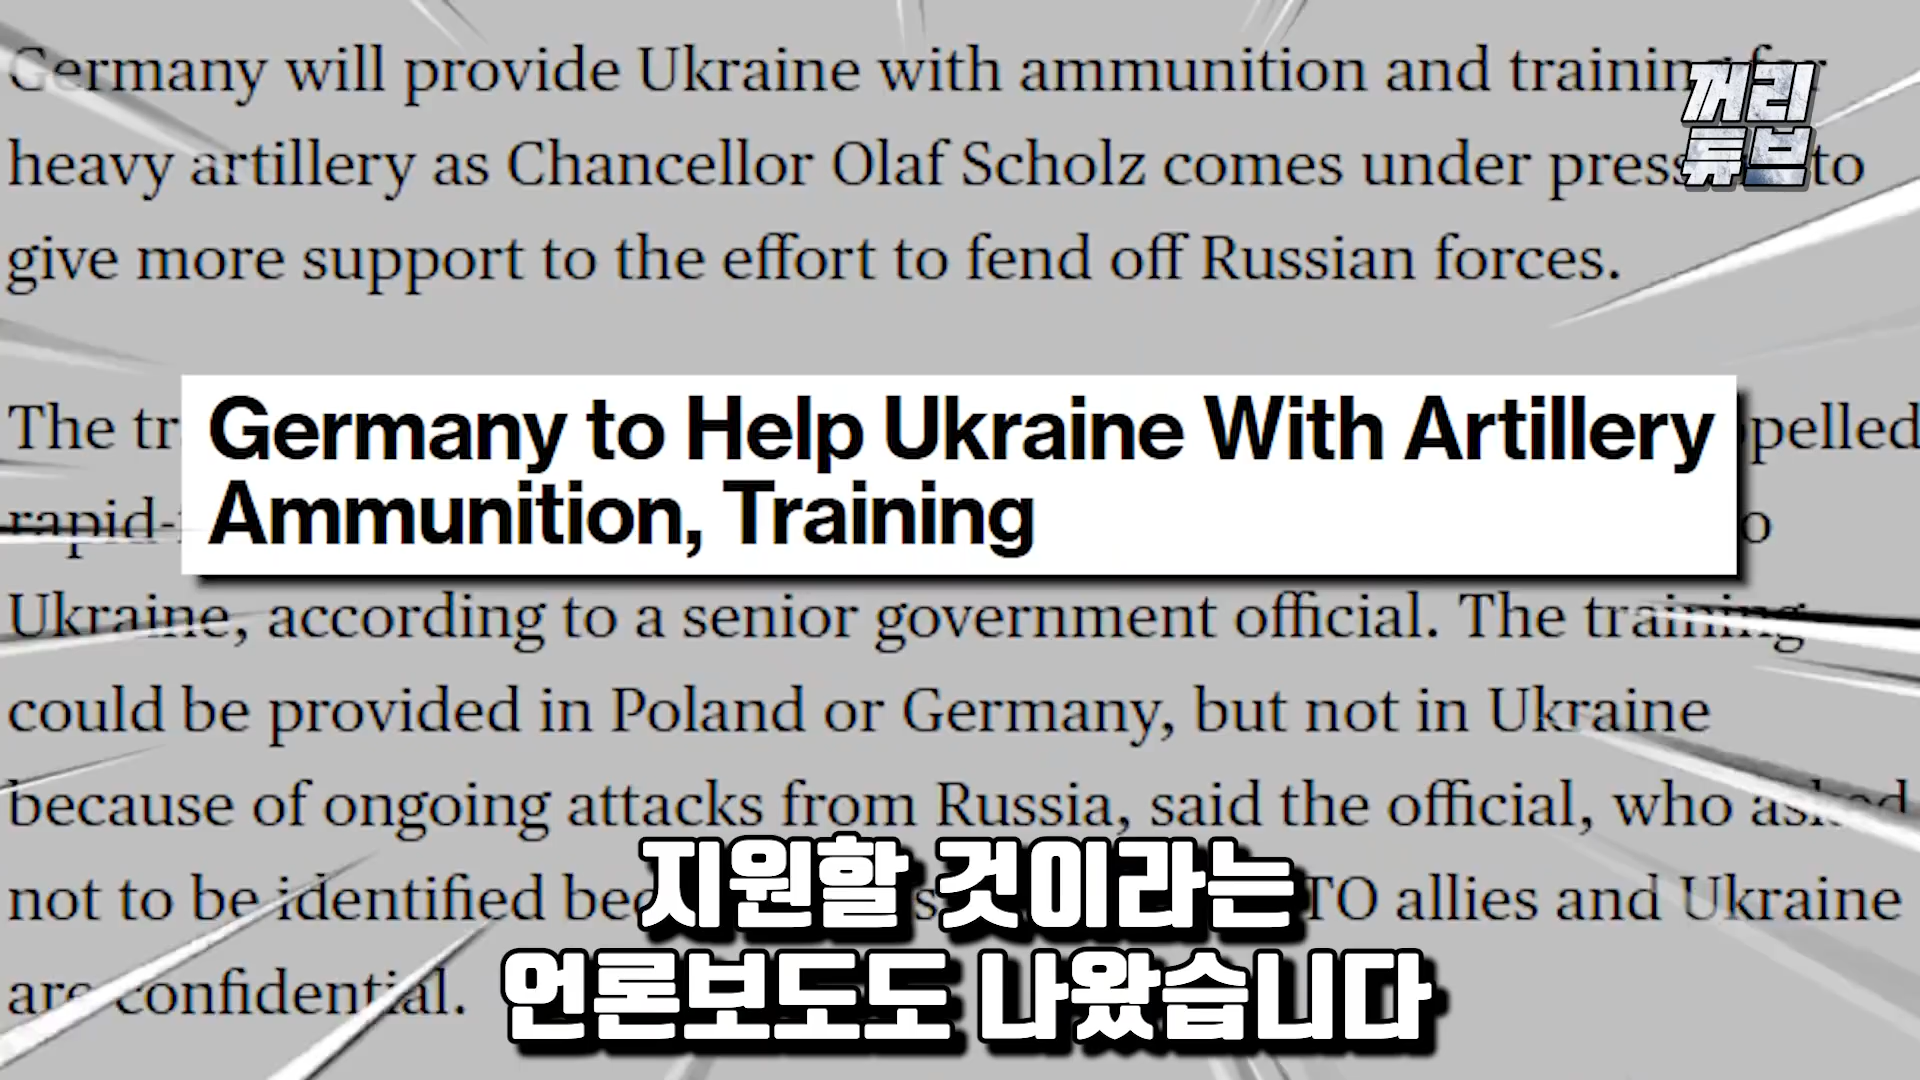 Germany will provide Ukraine with ammunition and training for
꺼리
튜브
heavy artillery as Chancellor Olaf Scholz comes under to
give more support to the effort to fend off Russian forces.
The
Germany to Help Ukraine With Artillery
Ammunition, Training
Ukraine, according to a senior government official. The training
could be provided in Poland or Germany, but not in Ukraine
because of ongoing attacks from Russia, said the official, who asked
not to be identified allies and Ukraine
are confidential.
지원할 것이라는
언론보도도 나왔습니다